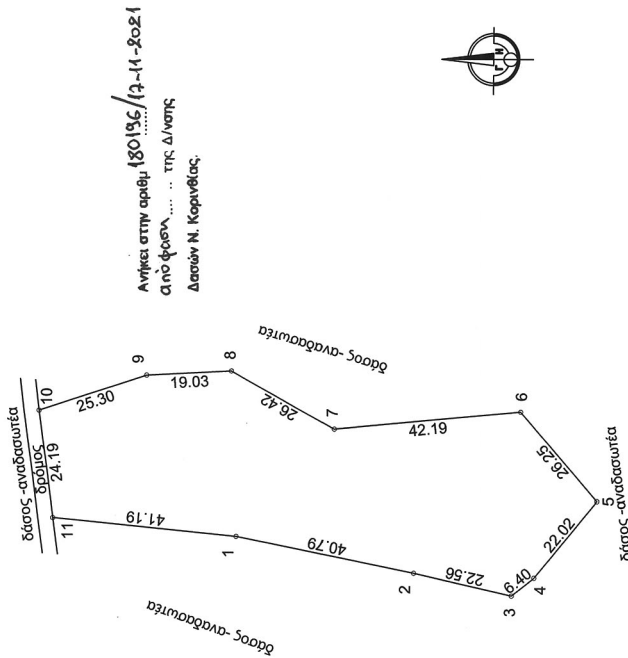 Ανήκει στην αριθμ 180196/17-11-2021
απόφαση.... .. της Δ/νσης
Δασών Ν. Κορινθίας.
δάσος -αναδασωτέα
δρόμος
10
24.19
11
25.30
9
19.03
8
δάσος -αναδασωτέα
26.42
7
41.19
1
δάσος - αναδασωτέα
40.79
42.19
2
22.56
6
3
6.40
4
26.25
22.02
5
δάσος -αναδασωτέα
Γ Η